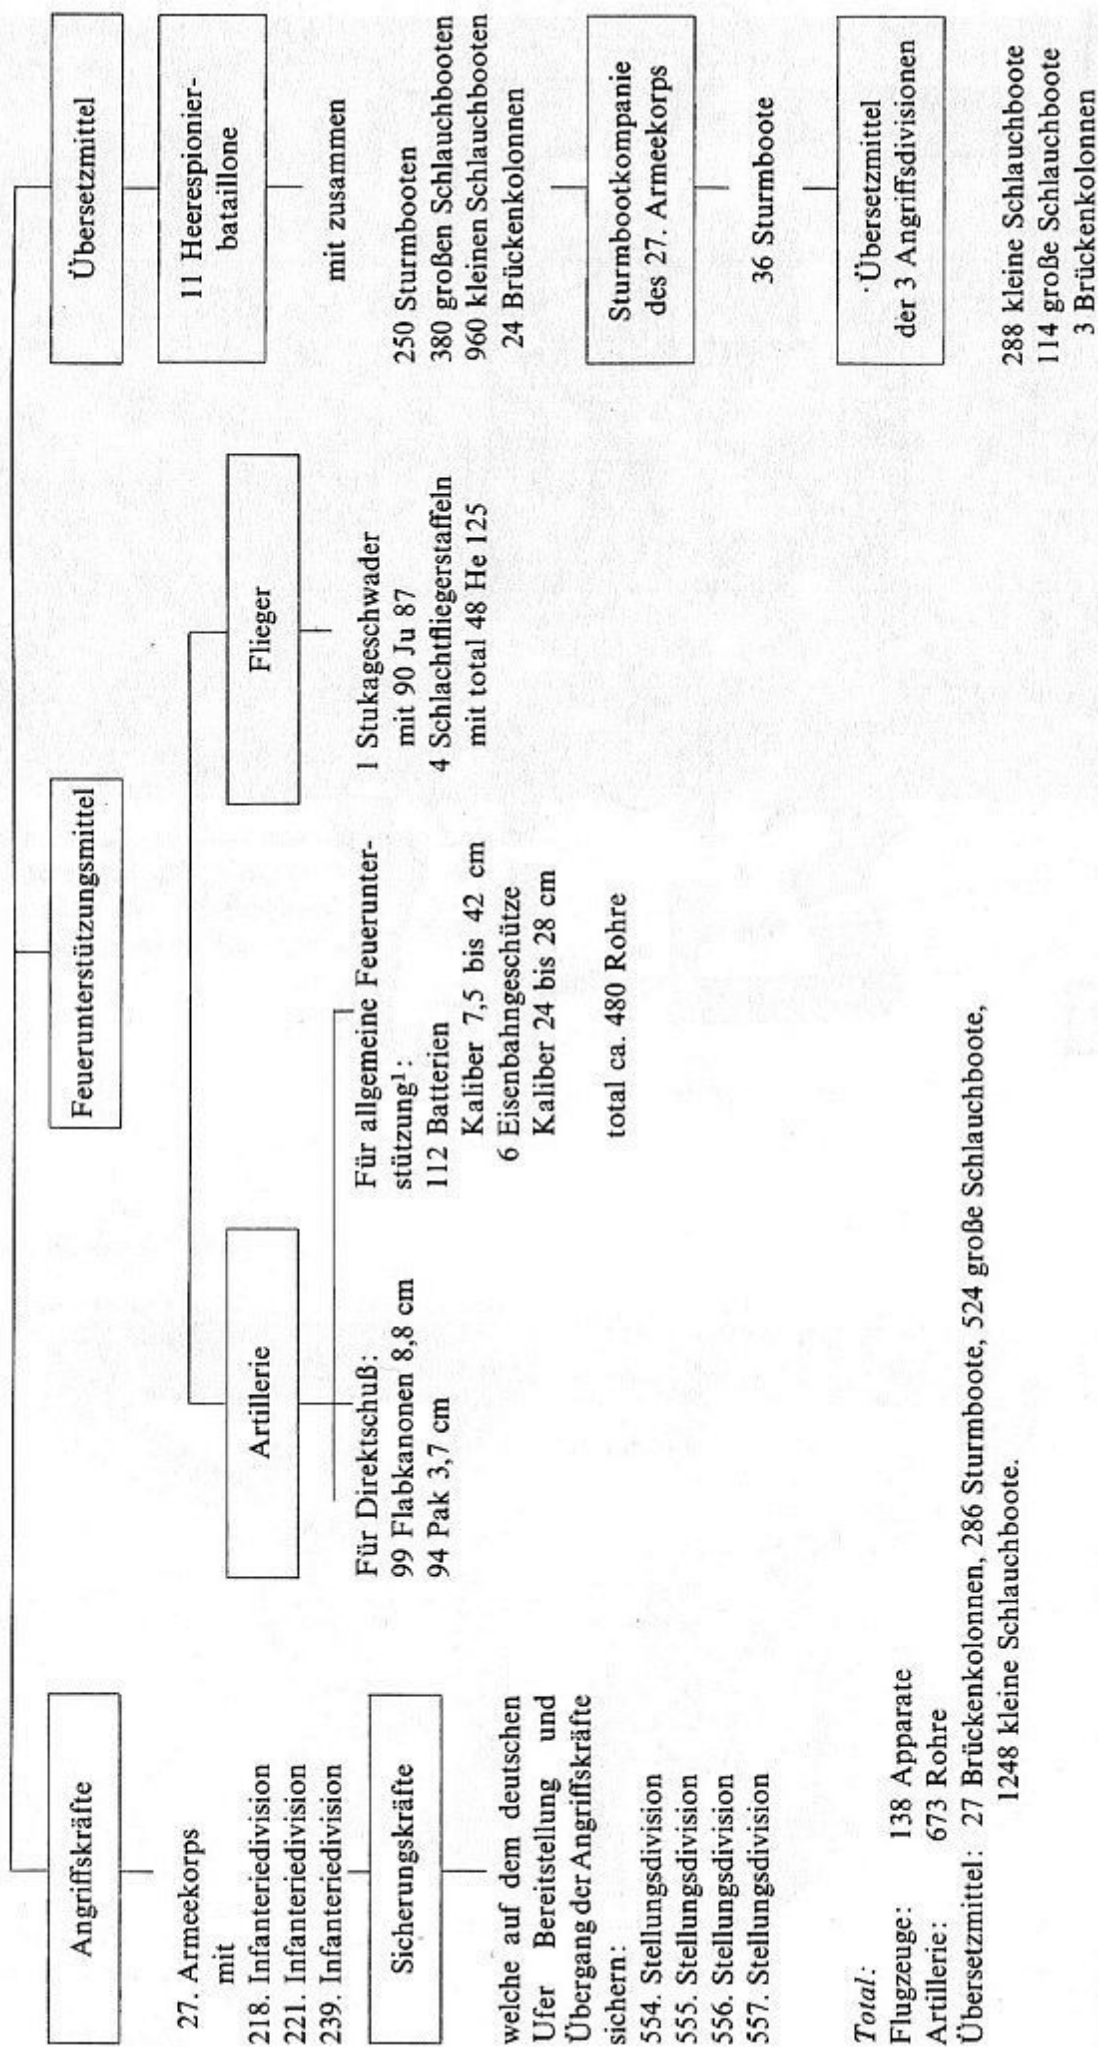 Angriffskräfte
27. Armeekorps
mit
218. Infanteriedivision
221. Infanteriedivision
239. Infanteriedivision
Sicherungskräfte
welche auf dem deutschen
Ufer Bereitstellung und
Übergang der Angriffskräfte
sichern:
554. Stellungsdivision
555. Stellungsdivision
556. Stellungsdivision
557. Stellungsdivision
Feuerunterstützungsmittel
Artillerie
Für Direktschuß:
99 Flabkanonen 8,8 cm
94 Pak 3,7 cm
Für allgemeine Feuerunter-
stützung¹:
112 Batterien
Kaliber 7,5 bis 42 cm
6 Eisenbahngeschütze
Kaliber 24 bis 28 cm
total ca. 480 Rohre
Flieger
1 Stukageschwader
mit 90 Ju 87
4 Schlachtfliegerstaffeln
mit total 48 He 125
Übersetzmittel
11 Heerespionier-
bataillone
mit zusammen
250 Sturmbooten
380 großen Schlauchbooten
960 kleinen Schlauchbooten
24 Brückenkolonnen
Sturmbootkompanie
des 27. Armeekorps
36 Sturmboote
Übersetzmittel
der 3 Angriffsdivisionen
288 kleine Schlauchboote
114 große Schlauchboote
3 Brückenkolonnen
Total:
Flugzeuge: 138 Apparate
Artillerie: 673 Rohre
Übersetzmittel: 27 Brückenkolonnen, 286 Sturmboote, 524 große Schlauchboote,
1248 kleine Schlauchboote.